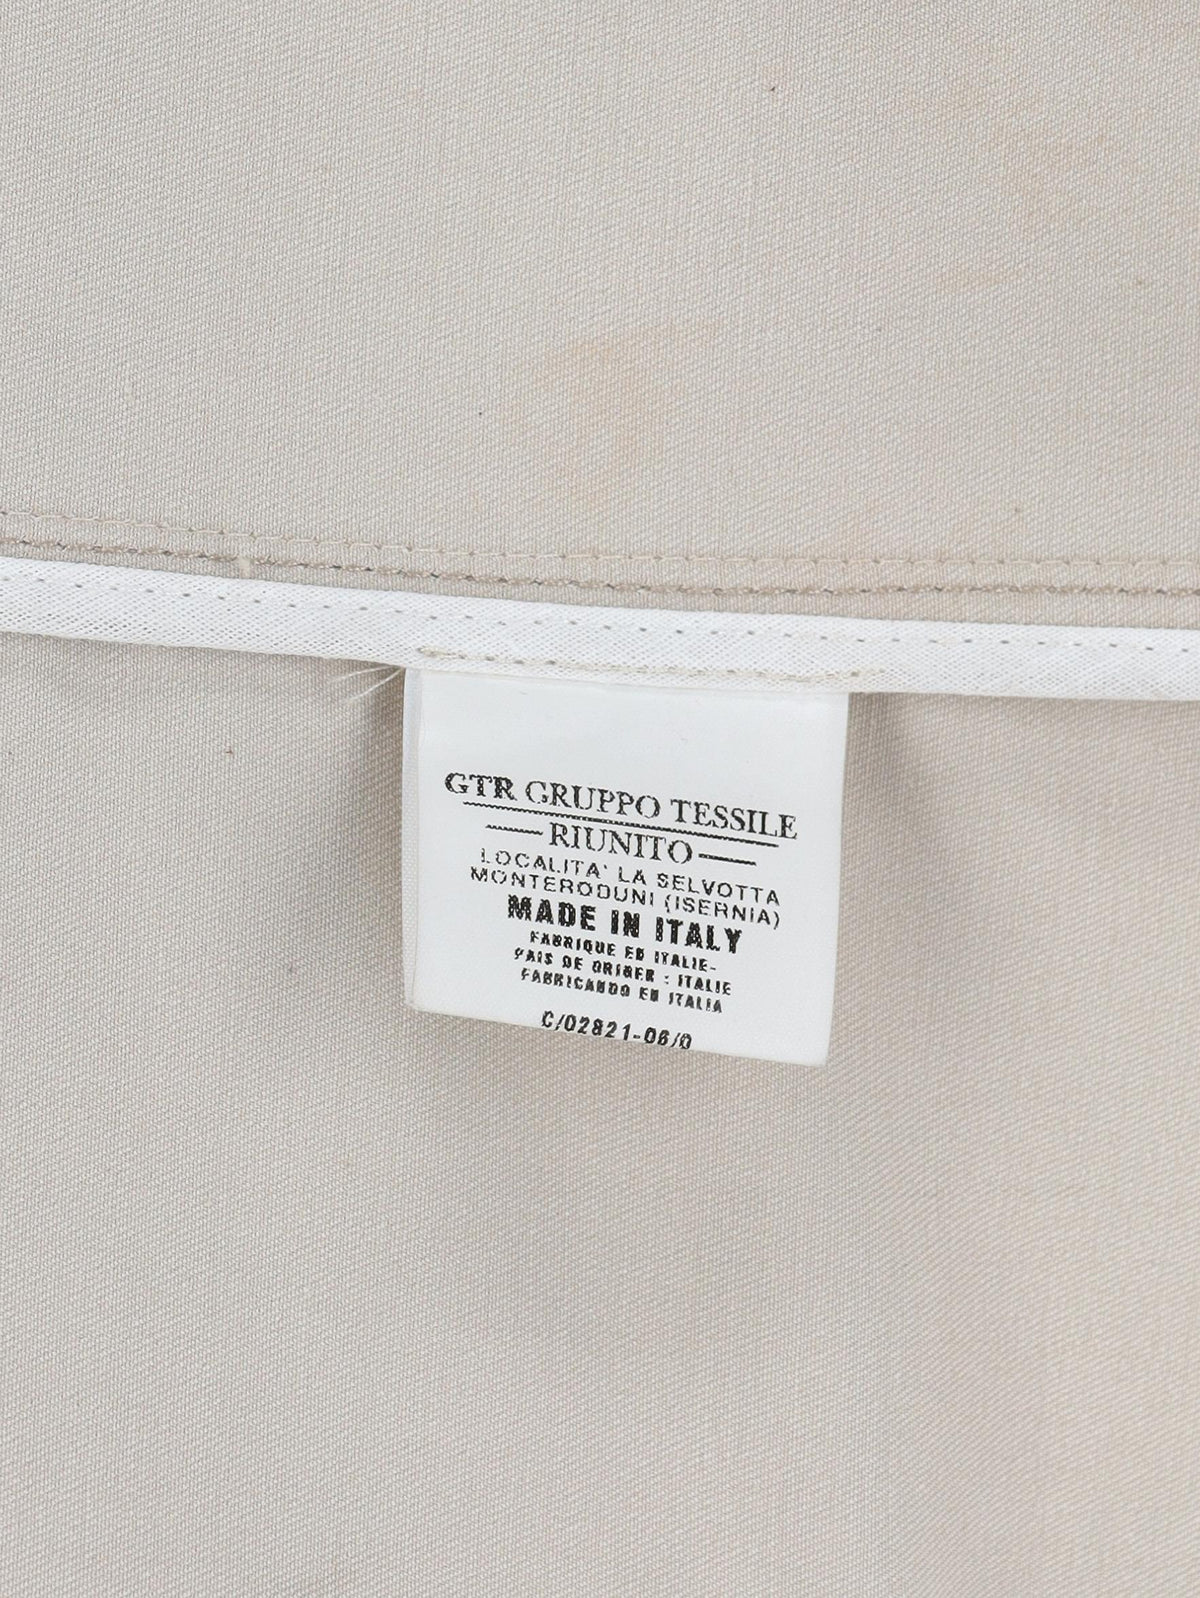 GTR GRUPPO TESSILE
RIUNITO
LOCALITA' LA SELVOTTA
MONTERODUNI (ISERNIA)
MADE IN ITALY
FABRIQUE EN ITALIE-
PAIS DE ORIGEN : ITALIE
FABRICANDO EN ITALIA
C/02821-06/0